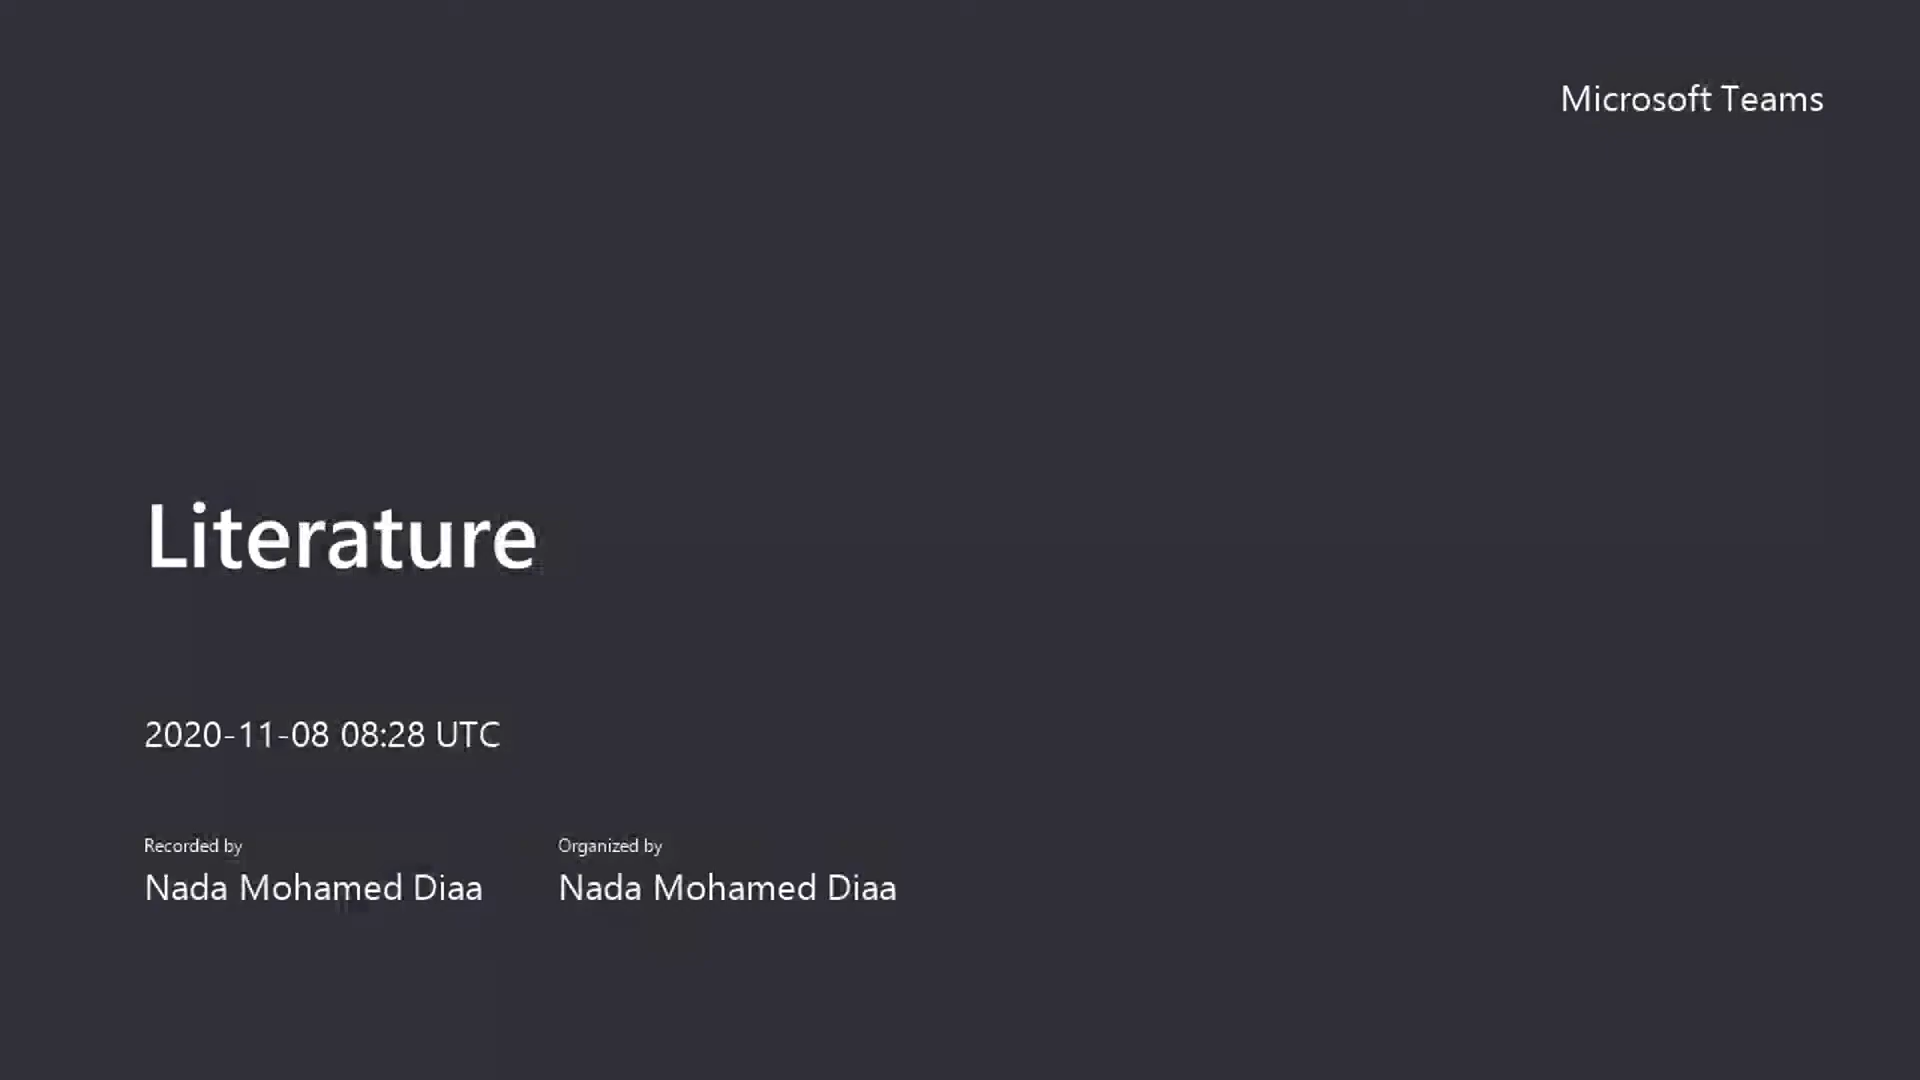 Microsoft Teams
Literature
2020-11-08 08:28 UTC
Recorded by
Nada Mohamed Diaa
Organized by
Nada Mohamed Diaa